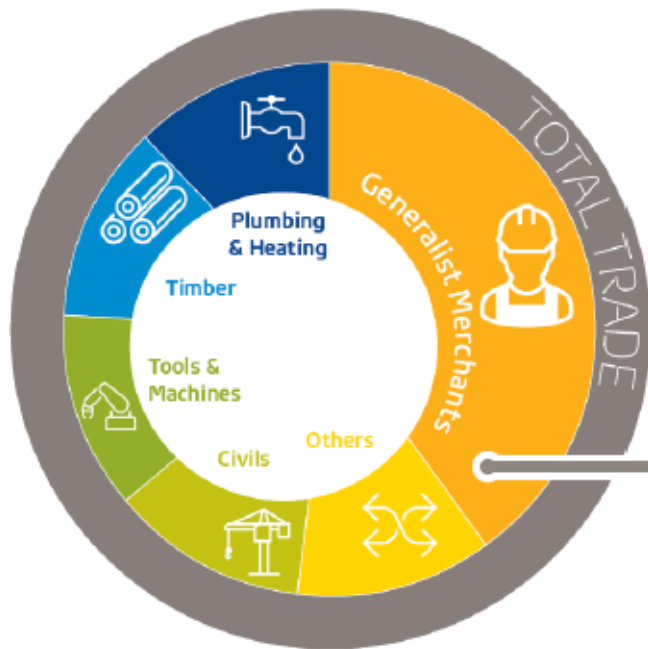 TOTAL TRADE
Generalist Merchants
Plumbing
& Heating
Timber
Tools &
Machines
Others
Civils